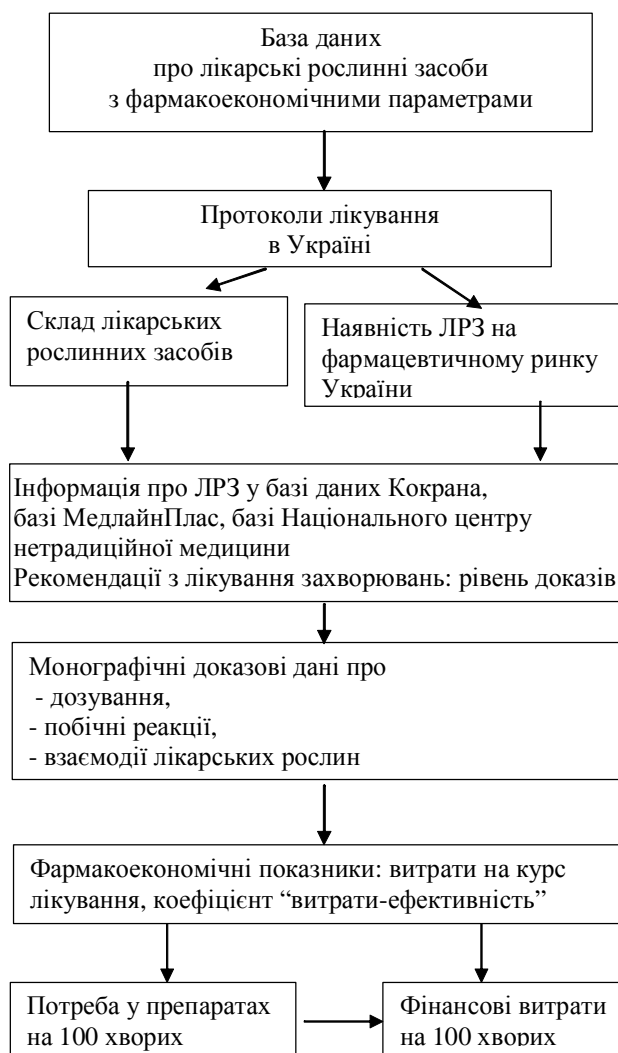 База даних
про лікарські рослинні засоби
з фармакоекономічними параметрами
Протоколи лікування
в Україні
Склад лікарських
рослинних засобів
Наявність ЛРЗ на
фармацевтичному ринку
України
Інформація про ЛРЗ у базі даних Кокрана,
базі МедлайнПлас, базі Національного центру
нетрадиційної медицини
Рекомендації з лікування захворювань: рівень доказів
Монографічні доказові дані про
- дозування,
- побічні реакції,
- взаємодії лікарських рослин
Фармакоекономічні показники: витрати на курс
лікування, коефіцієнт “витрати-ефективність”
Потреба у препаратах
на 100 хворих
Фінансові витрати
на 100 хворих